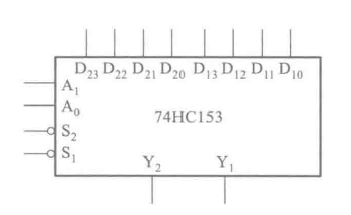 D₂₃ D₂₂ D₂₁ D₂₀ D₁₃ D₁₂ D₁₁ D₁₀
A₁
A₀
74HC153
S₂
S₁
Y₂ Y₁